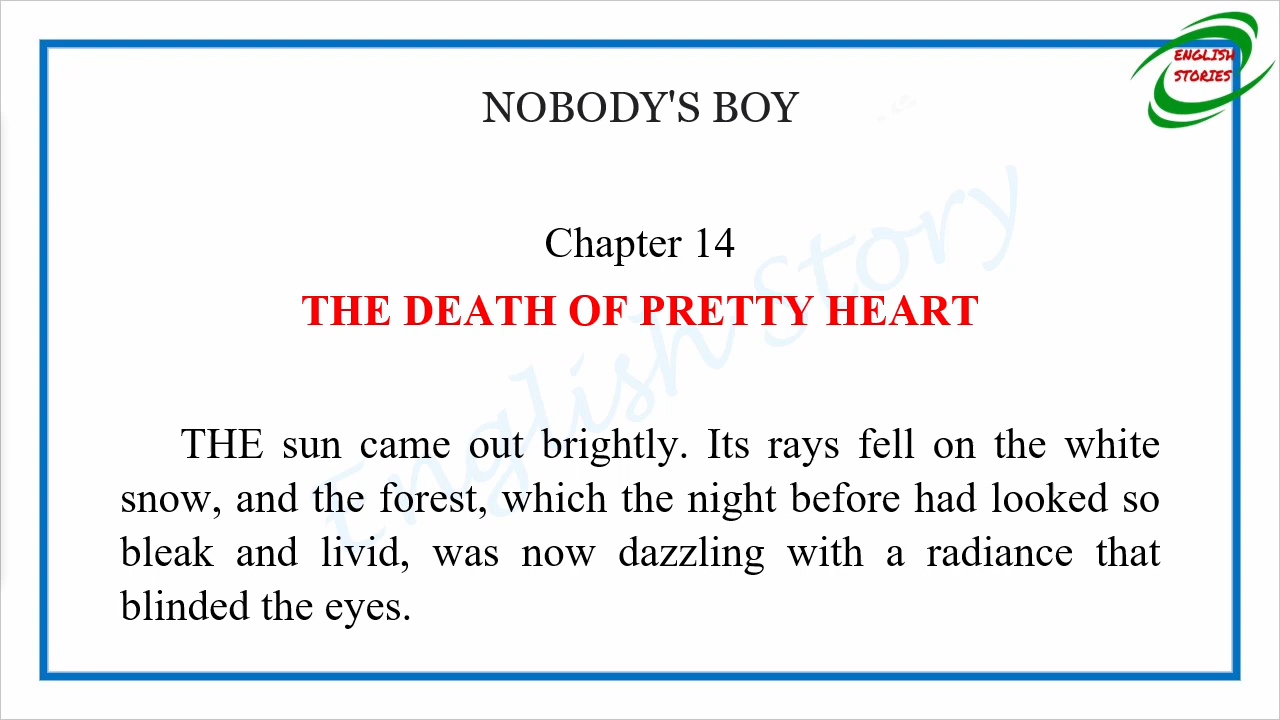 ENGLISH
STORIES
NOBODY'S BOY
Chapter 14
THE DEATH OF PRETTY HEART
English Story
THE sun came out brightly. Its rays fell on the white
snow, and the forest, which the night before had looked so
bleak and livid, was now dazzling with a radiance that
blinded the eyes.